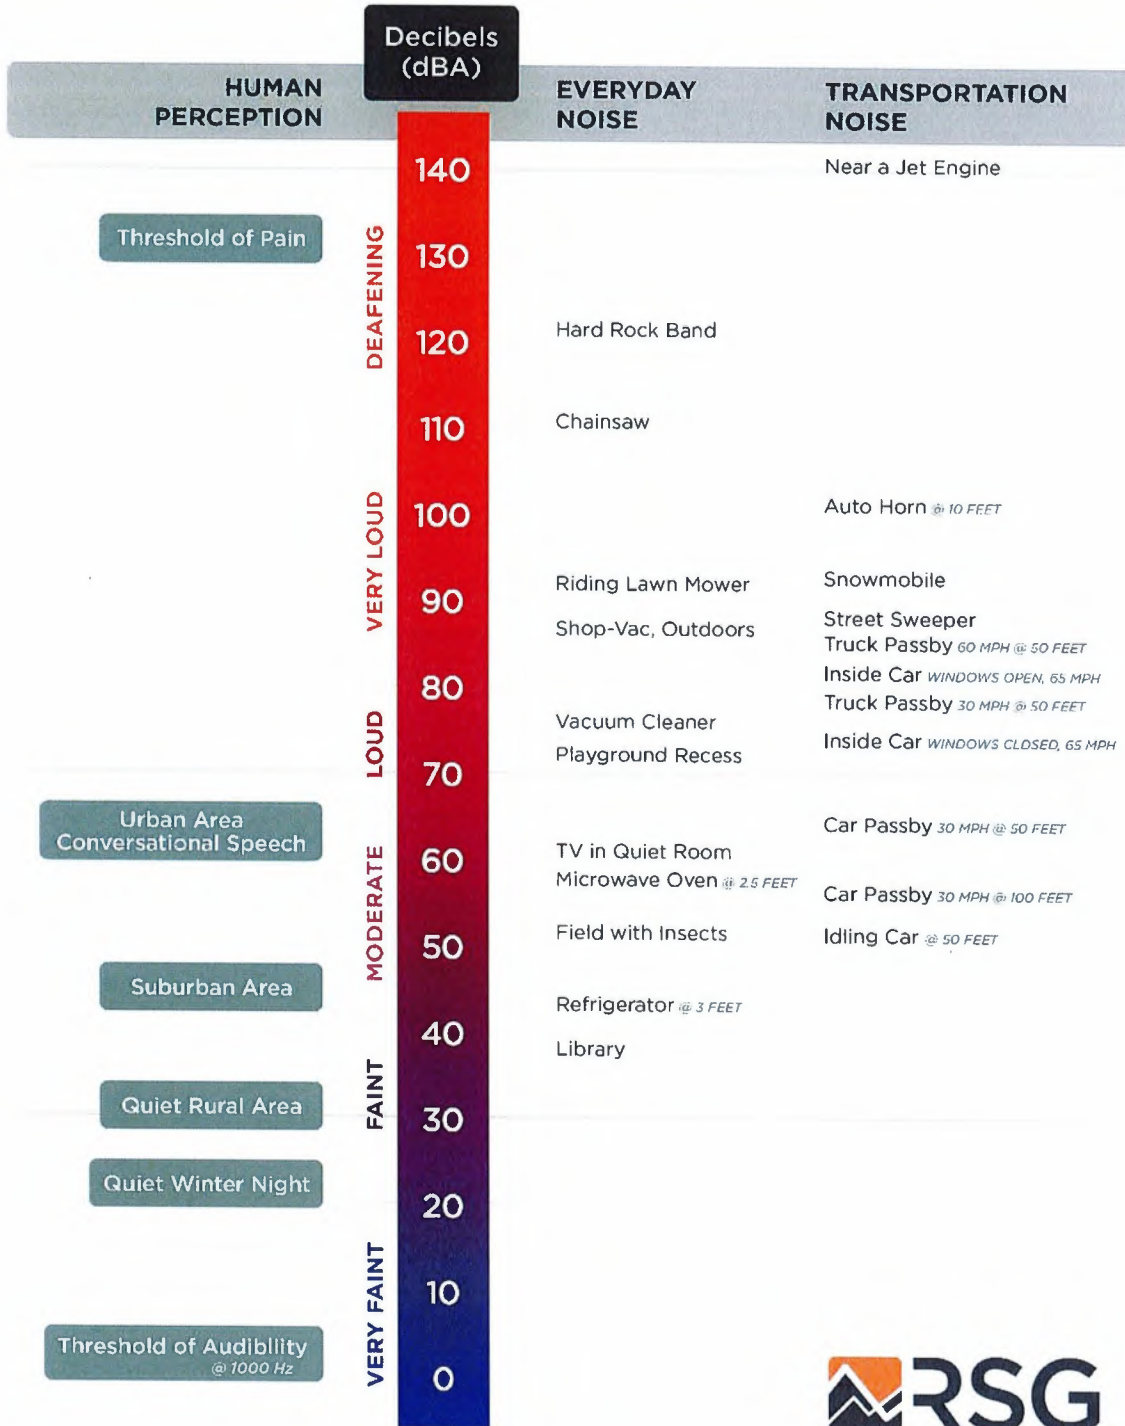 Decibels
(dBA)
HUMAN
PERCEPTION
EVERYDAY
NOISE
TRANSPORTATION
NOISE
140
Near a Jet Engine
Threshold of Pain
130
DEAFENING
120
Hard Rock Band
110
Chainsaw
100
Auto Horn @ 10 FEET
VERY LOUD
90
Riding Lawn Mower
Snowmobile
Shop-Vac, Outdoors
Street Sweeper
Truck Passby 60 MPH @ 50 FEET
80
Inside Car WINDOWS OPEN, 65 MPH
Truck Passby 30 MPH @ 50 FEET
LOUD
Vacuum Cleaner
Inside Car WINDOWS CLOSED, 65 MPH
Playground Recess
70
Urban Area
Conversational Speech
Car Passby 30 MPH @ 50 FEET
60
TV in Quiet Room
Microwave Oven @ 2.5 FEET
MODERATE
Car Passby 30 MPH @ 100 FEET
50
Field with Insects
Idling Car @ 50 FEET
Suburban Area
Refrigerator @ 3 FEET
40
Library
FAINT
Quiet Rural Area
30
Quiet Winter Night
20
VERY FAINT
10
Threshold of Audibility
@ 1000 Hz
0
RSG